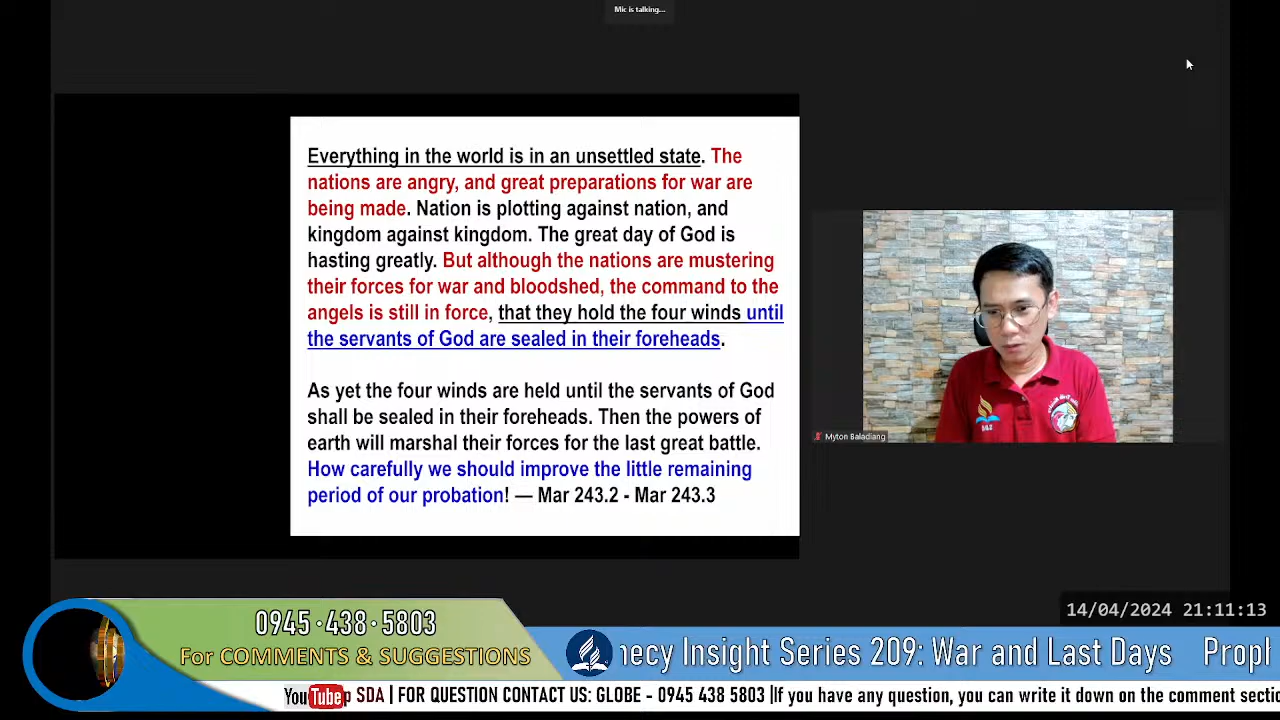 Mic is talking...
Everything in the world is in an unsettled state. The
nations are angry, and great preparations for war are
being made. Nation is plotting against nation, and
kingdom against kingdom. The great day of God is
hasting greatly. But although the nations are mustering
their forces for war and bloodshed, the command to the
angels is still in force, that they hold the four winds until
the servants of God are sealed in their foreheads.
As yet the four winds are held until the servants of God
shall be sealed in their foreheads. Then the powers of
earth will marshal their forces for the last great battle.
How carefully we should improve the little remaining
period of our probation! — Mar 243.2 - Mar 243.3
Myton Baladiang
14/04/2024 21:11:13
0945·438·5803
For COMMENTS & SUGGESTIONS
hecy Insight Series 209: War and Last Days Propl
YouTube p SDA | FOR QUESTION CONTACT US: GLOBE - 0945 438 5803 |If you have any question, you can write it down on the comment sectio